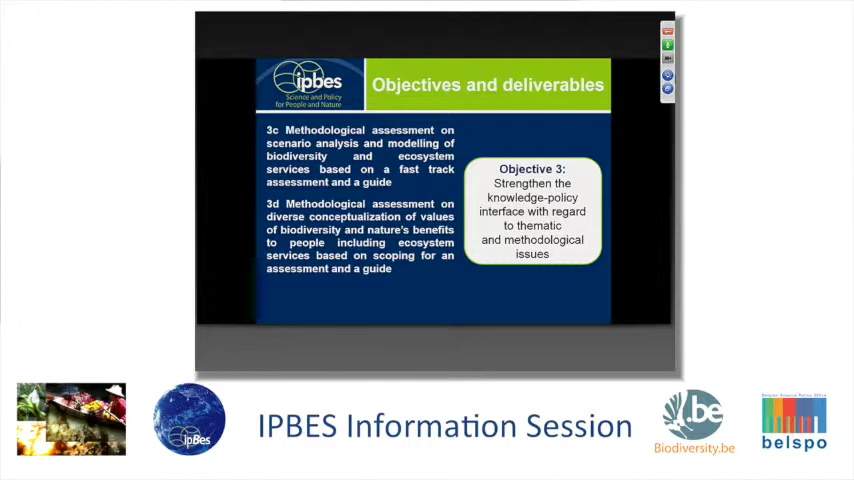 ipbes
Science and Policy
for People and Nature
Objectives and deliverables
3c Methodological assessment on
scenario analysis and modelling of
biodiversity and ecosystem
services based on a fast track
assessment and a guide
3d Methodological assessment on
diverse conceptualization of values
of biodiversity and nature's benefits
to people including ecosystem
services based on scoping for an
assessment and a guide
Objective 3:
Strengthen the
knowledge-policy
interface with regard
to thematic
and methodological
issues
ipbes
IPBES Information Session
.be
Biodiversity.be
belspo